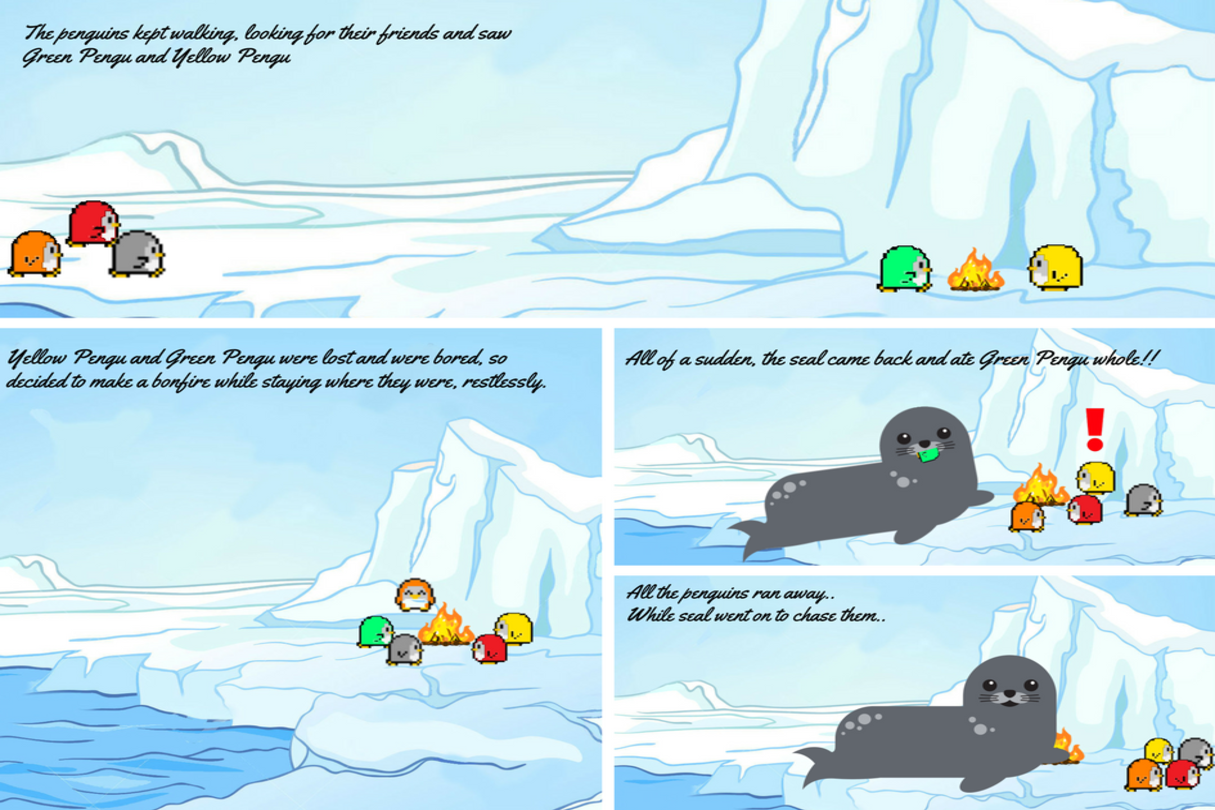 The penguins kept walking, looking for their friends and saw
Green Pengu and Yellow Pengu
Yellow Pengu and Green Pengu were lost and were bored, so
decided to make a bonfire while staying where they were, restlessly.
All of a sudden, the seal came back and ate Green Pengu whole!!
!
All the penguins ran away..
While seal went on to chase them..